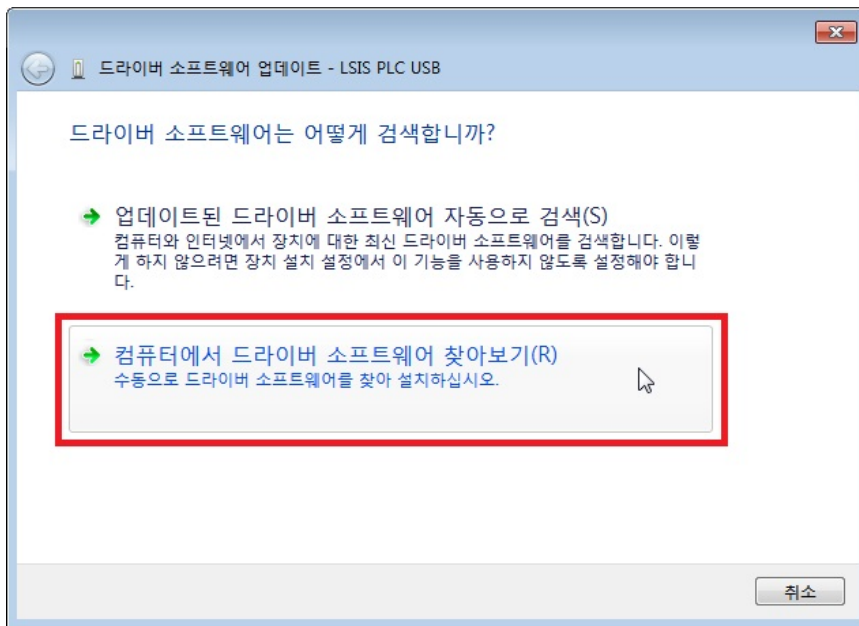 드라이버 소프트웨어 업데이트 - LSIS PLC USB
드라이버 소프트웨어는 어떻게 검색합니까?
업데이트된 드라이버 소프트웨어 자동으로 검색(S)
컴퓨터와 인터넷에서 장치에 대한 최신 드라이버 소프트웨어를 검색합니다. 이렇
게 하지 않으려면 장치 설치 설정에서 이 기능을 사용하지 않도록 설정해야 합니
다.
컴퓨터에서 드라이버 소프트웨어 찾아보기(R)
수동으로 드라이버 소프트웨어를 찾아 설치하십시오.
취소